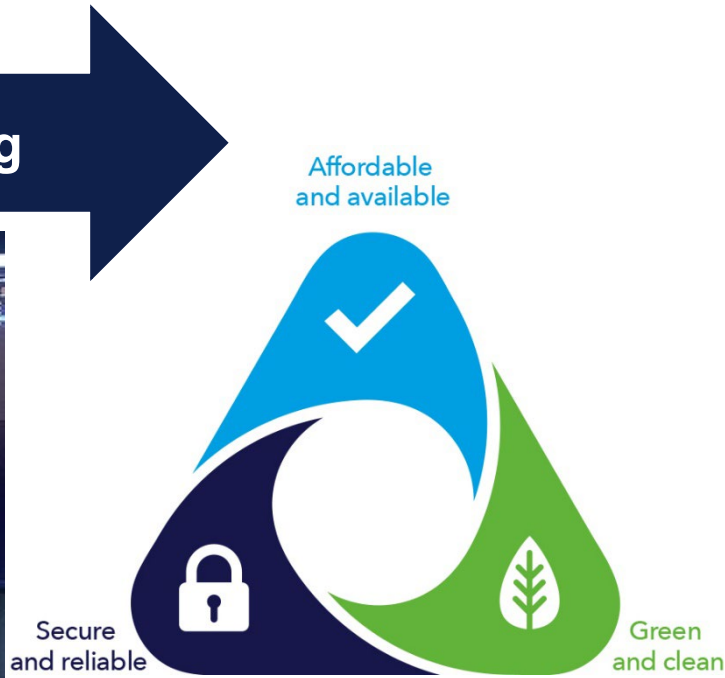 g
Affordable
and available
Secure
and reliable
Green
and clean